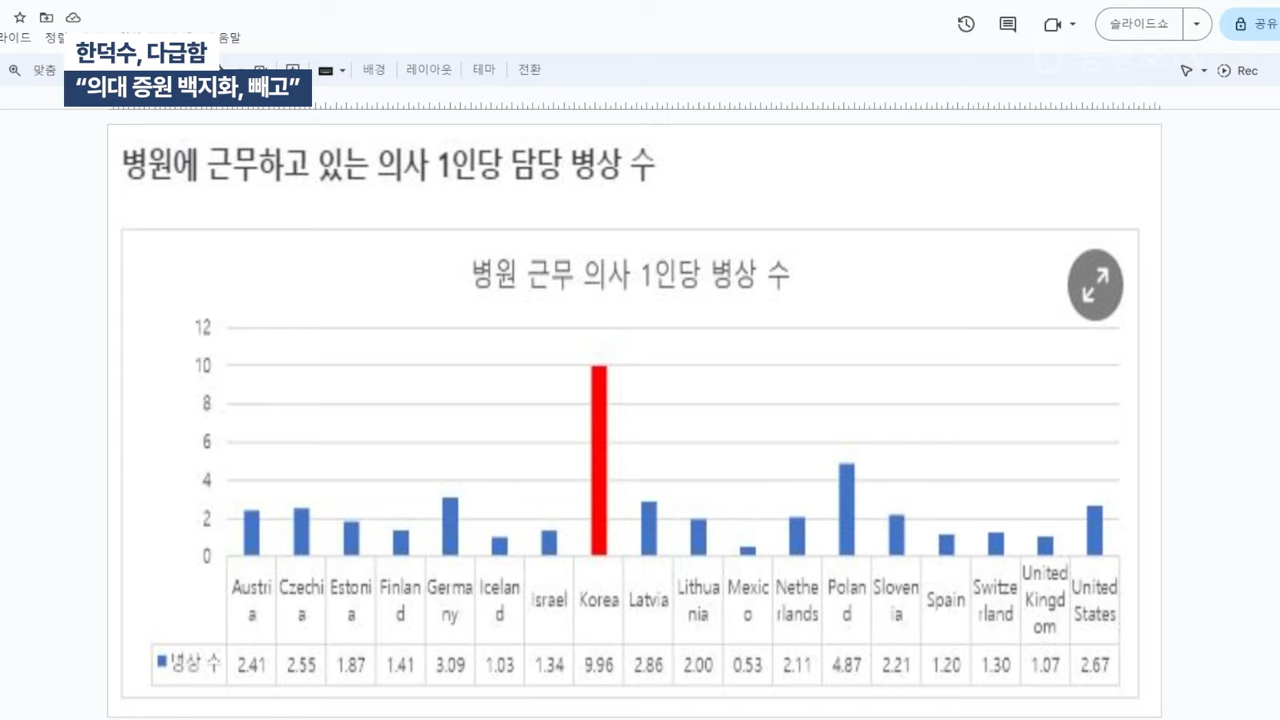 라이드
정렬
움말
슬라이드쇼
공유
한덕수, 다급함
“의대 증원 백지화, 빼고”
맞춤
배경
레이아웃
테마
전환
Rec
병원에 근무하고 있는 의사 1인당 담당 병상 수
병원 근무 의사 1인당 병상 수
12
10
8
6
4
2
0
Austria Czechia Estonia Finland Germany Iceland Israel Korea Latvia Lithuania Mexico Netherlands Poland Slovenia Spain Switzerland United Kingdom United States
병상 수 2.41 2.55 1.87 1.41 3.09 1.03 1.34 9.96 2.86 2.00 0.53 2.11 4.87 2.21 1.20 1.30 1.07 2.67